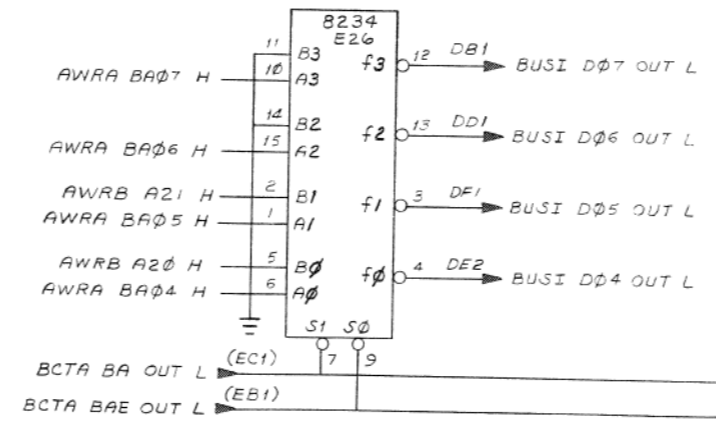 8234
E26
11 B3
AWRA BAØ7 H 1Ø A3
f3 12 DB1 BUSI DØ7 OUT L
14 B2
AWRA BAØ6 H 15 A2
f2 13 DD1 BUSI DØ6 OUT L
AWRB A21 H 2 B1
AWRA BAØ5 H 1 A1
f1 3 DF1 BUSI DØ5 OUT L
AWRB A2Ø H 5 BØ
AWRA BAØ4 H 6 AØ
fØ 4 DE2 BUSI DØ4 OUT L
S1 SØ
7 9
BCTA BA OUT L (EC1)
BCTA BAE OUT L (EB1)